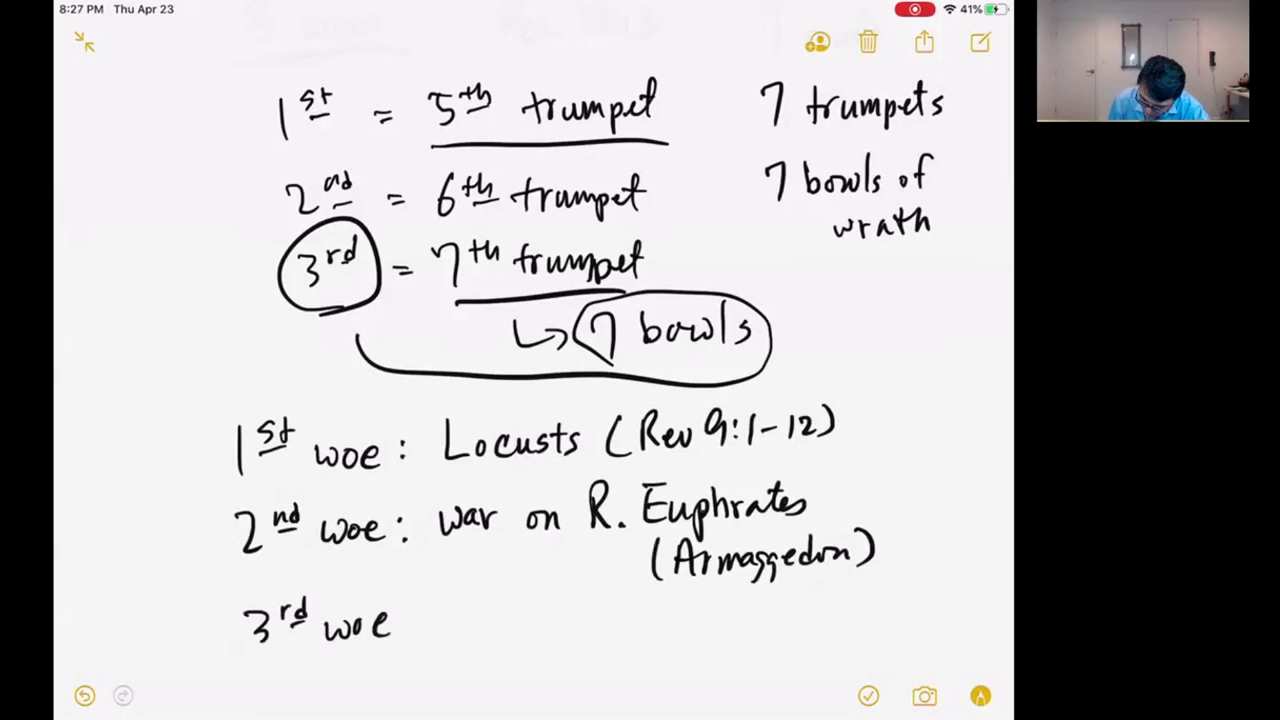 8:27 PM Thu Apr 23
41%
1st = 5th trumpet
7 trumpets
2nd = 6th trumpet
7 bowls of
wrath
3rd = 7th trumpet
7 bowls
1st woe: Locusts (Rev 9:1-12)
2nd woe: war on R. Euphrates
(Armaggedon)
3rd woe